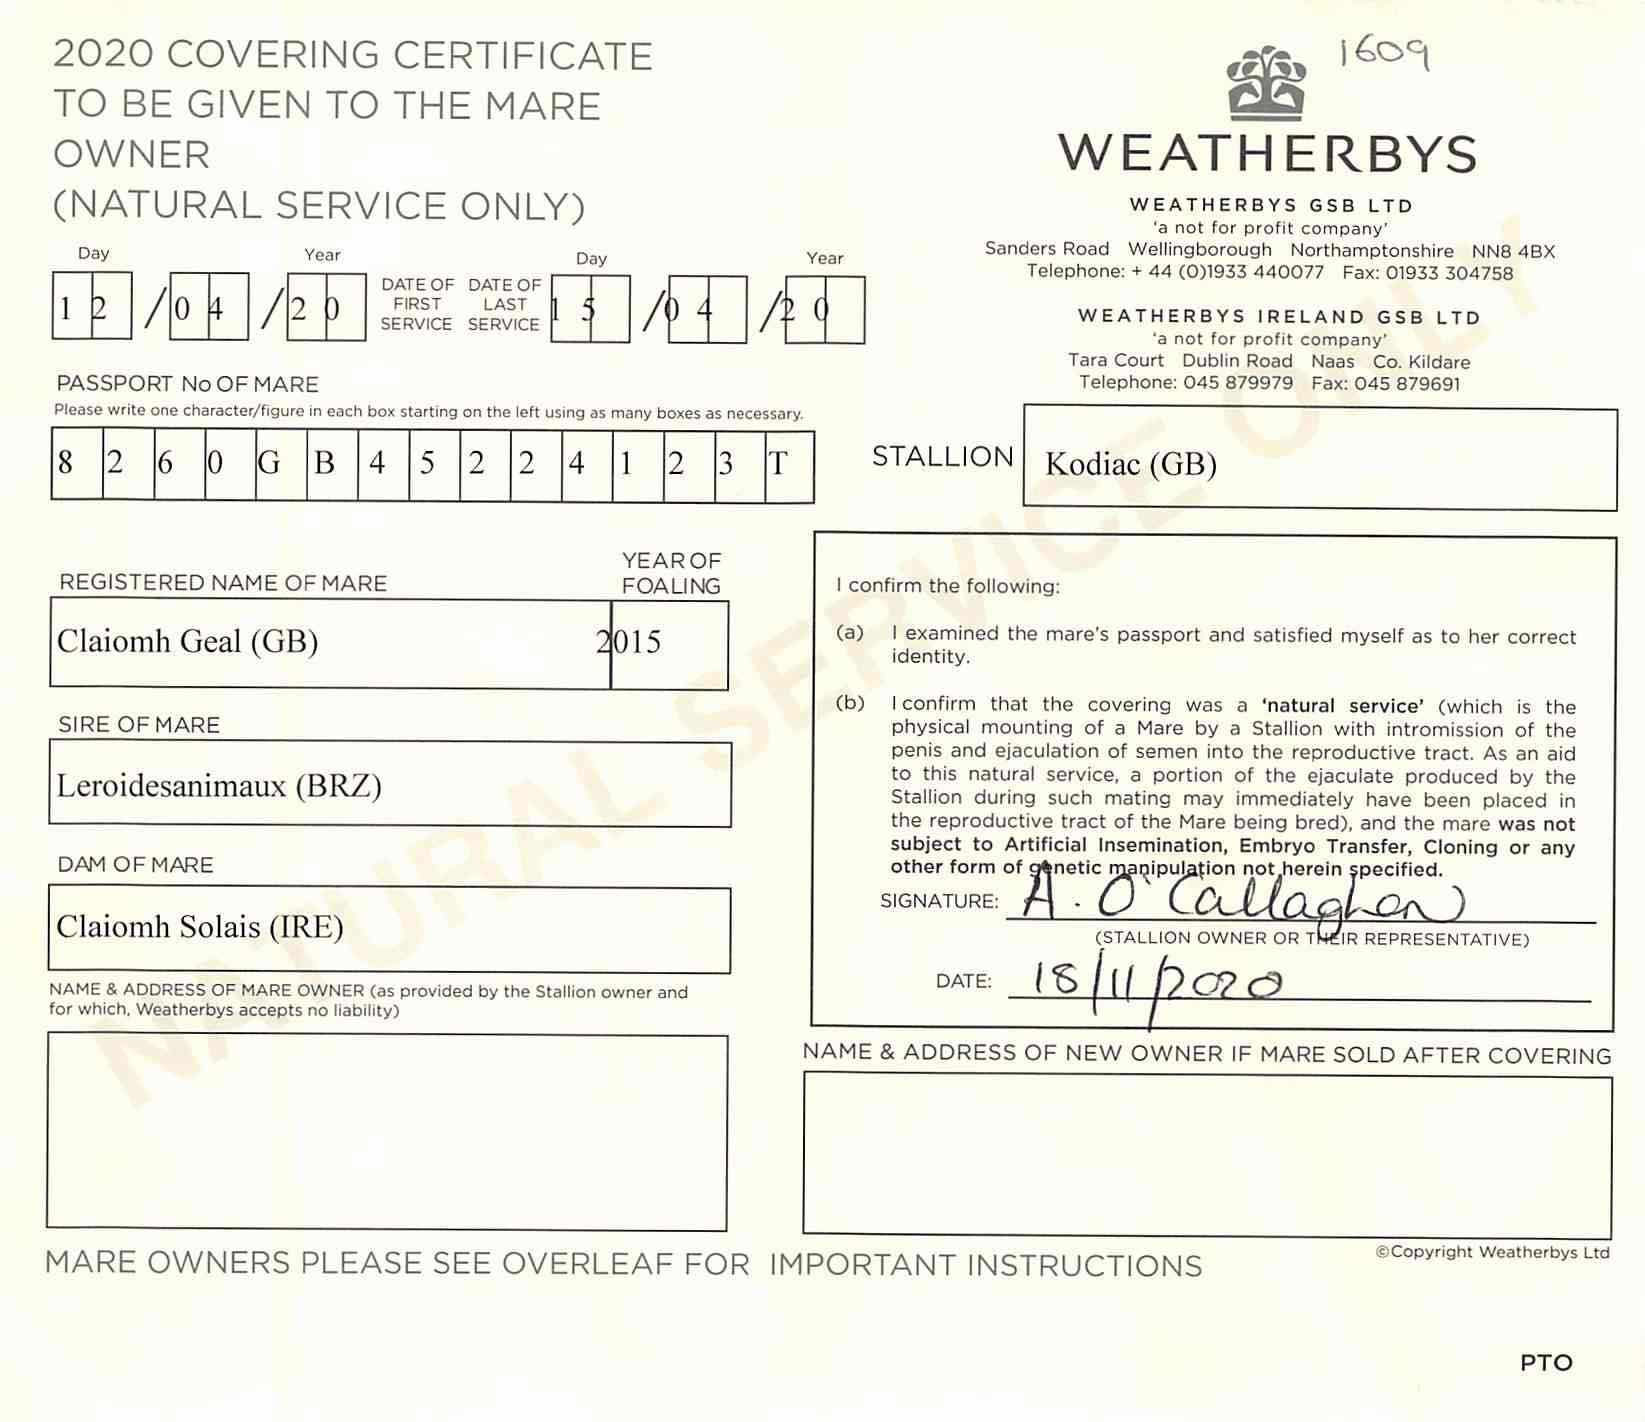 2020 COVERING CERTIFICATE
TO BE GIVEN TO THE MARE
OWNER
(NATURAL SERVICE ONLY)
1609
WEATHERBYS
WEATHERBYS GSB LTD
'a not for profit company'
Sanders Road Wellingborough Northamptonshire NN8 4BX
Telephone: + 44 (0)1933 440077 Fax: 01933 304758
WEATHERBYS IRELAND GSB LTD
'a not for profit company'
Tara Court Dublin Road Naas Co. Kildare
Telephone: 045 879979 Fax: 045 879691
Day Year Day Year
12/04/20 DATE OF FIRST SERVICE DATE OF LAST SERVICE 15/04/20
PASSPORT No OF MARE
Please write one character/figure in each box starting on the left using as many boxes as necessary.
8260GB45224123T
STALLION Kodiac (GB)
REGISTERED NAME OF MARE YEAR OF FOALING
Claiomh Geal (GB) 2015
SIRE OF MARE
Leroidesanimaux (BRZ)
DAM OF MARE
Claiomh Solais (IRE)
NAME & ADDRESS OF MARE OWNER (as provided by the Stallion owner and
for which, Weatherbys accepts no liability)
I confirm the following:
(a) I examined the mare's passport and satisfied myself as to her correct
identity.
(b) I confirm that the covering was a 'natural service' (which is the
physical mounting of a Mare by a Stallion with intromission of the
penis and ejaculation of semen into the reproductive tract. As an aid
to this natural service, a portion of the ejaculate produced by the
Stallion during such mating may immediately have been placed in
the reproductive tract of the Mare being bred), and the mare was not
subject to Artificial Insemination, Embryo Transfer, Cloning or any
other form of genetic manipulation not herein specified.
SIGNATURE: A. O'Callaghan
(STALLION OWNER OR THEIR REPRESENTATIVE)
DATE: 18/11/2020
NAME & ADDRESS OF NEW OWNER IF MARE SOLD AFTER COVERING
©Copyright Weatherbys Ltd
MARE OWNERS PLEASE SEE OVERLEAF FOR IMPORTANT INSTRUCTIONS
PTO
NATURAL SERVICE ONLY